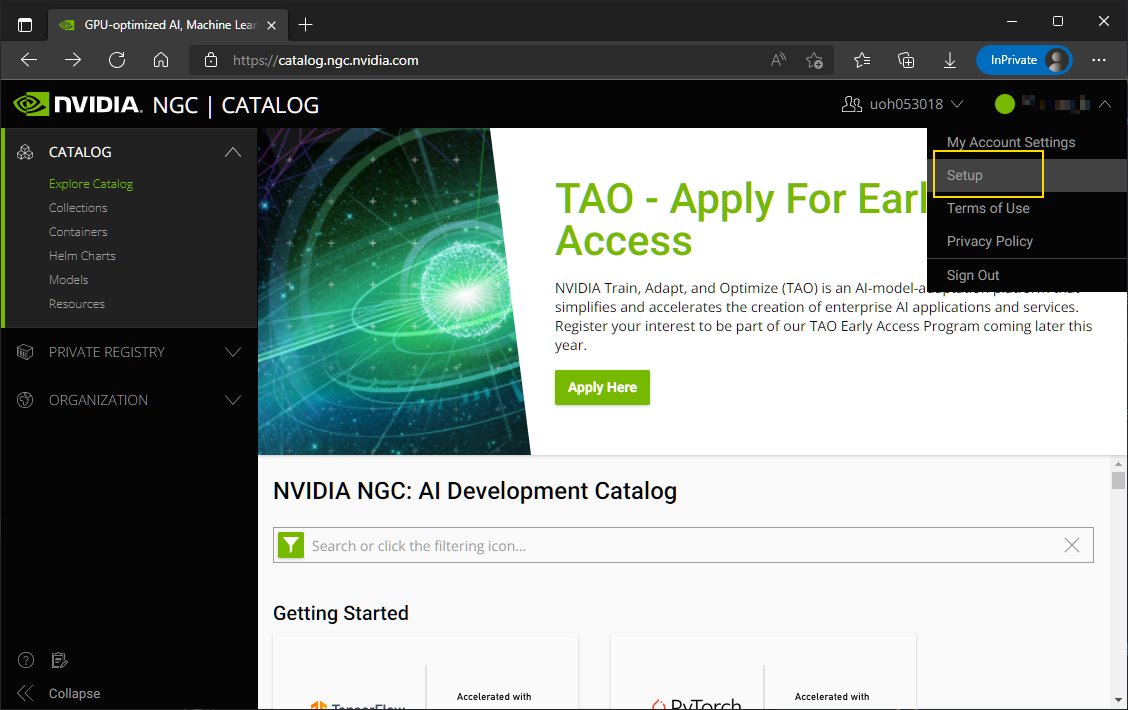 GPU-optimized AI, Machine Lear
https://catalog.ngc.nvidia.com
InPrivate
NVIDIA. NGC | CATALOG
uoh053018
CATALOG
Explore Catalog
Collections
Containers
Helm Charts
Models
Resources
PRIVATE REGISTRY
ORGANIZATION
Collapse
My Account Settings
Setup
Terms of Use
Privacy Policy
Sign Out
TAO - Apply For Earl
Access
NVIDIA Train, Adapt, and Optimize (TAO) is an AI-model-adaptation platform that
simplifies and accelerates the creation of enterprise AI applications and services.
Register your interest to be part of our TAO Early Access Program coming later this
year.
Apply Here
NVIDIA NGC: AI Development Catalog
Search or click the filtering icon...
Getting Started
TensorFlow
Accelerated with
PyTorch
Accelerated with